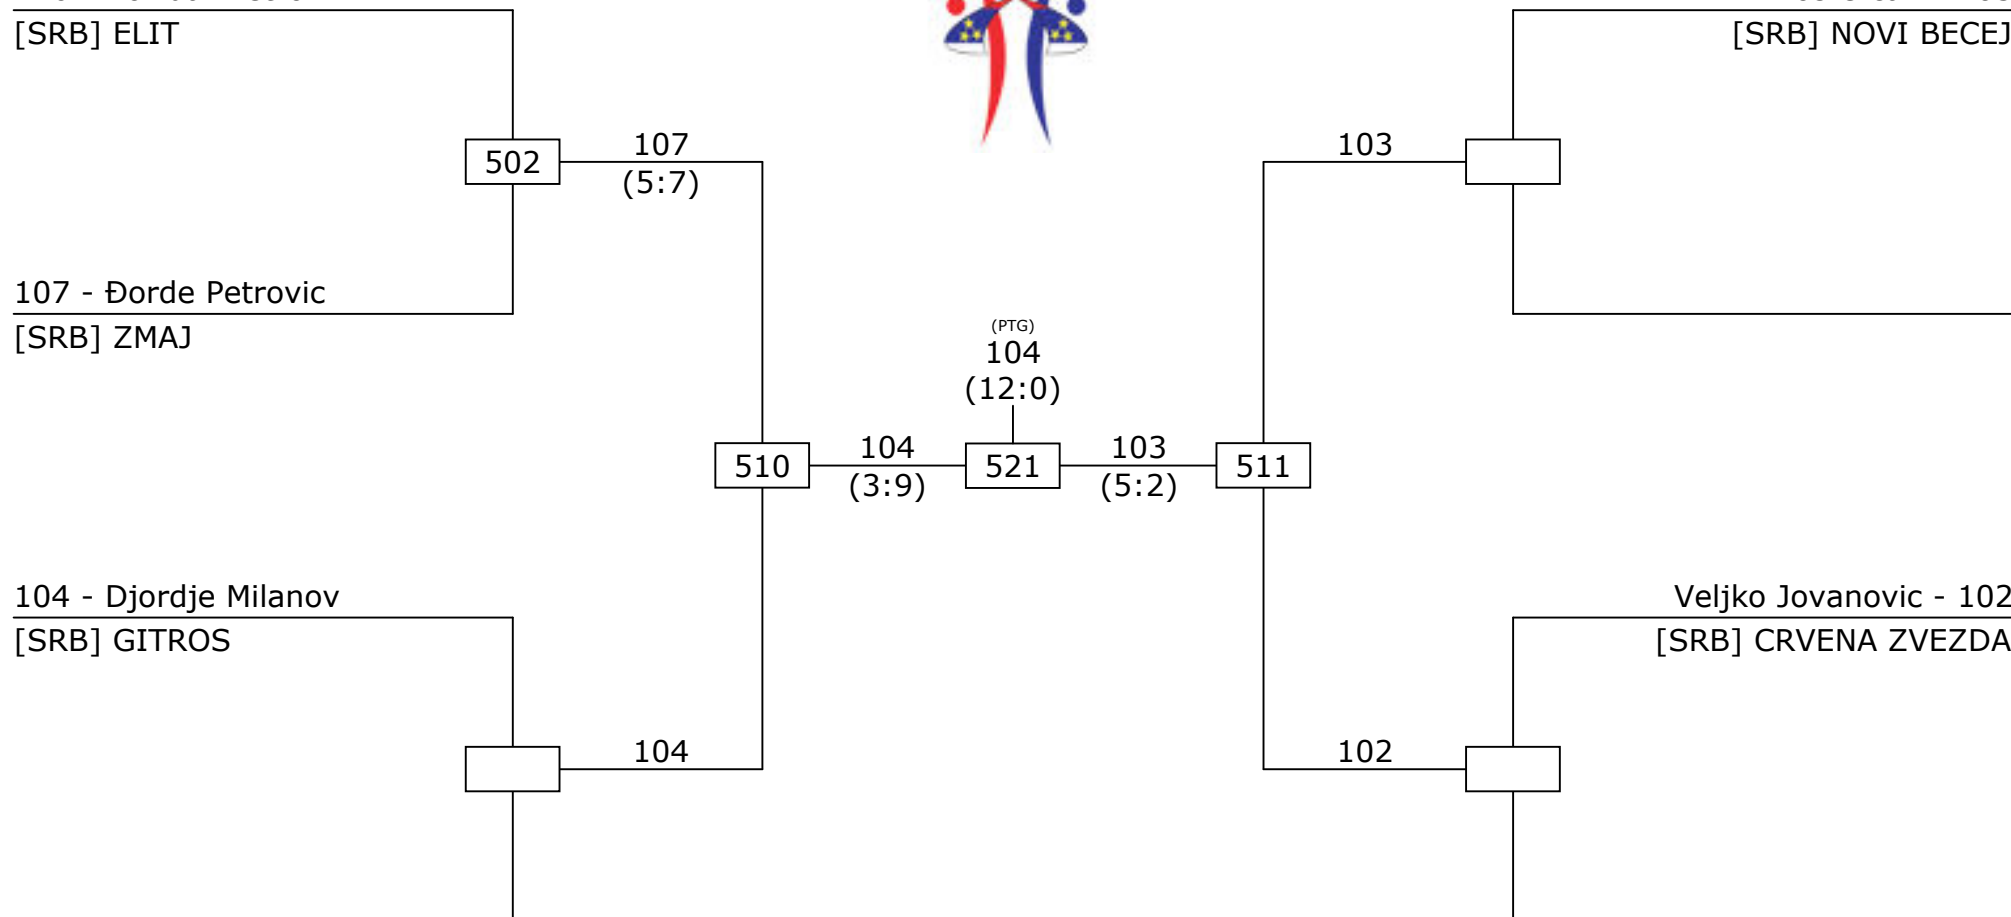 [SRB] ELIT
[SRB] NOVI BECEJ
502
107
(5:7)
103
107 - Đorde Petrovic
[SRB] ZMAJ
(PTG)
104
(12:0)
510
104
(3:9)
521
103
(5:2)
511
104 - Djordje Milanov
[SRB] GITROS
Veljko Jovanovic - 102
[SRB] CRVENA ZVEZDA
104
102